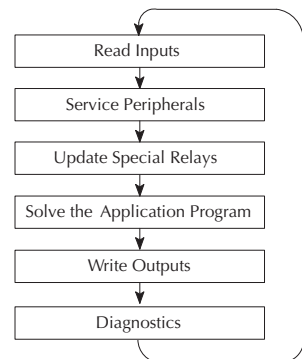 Read Inputs
Service Peripherals
Update Special Relays
Solve the Application Program
Write Outputs
Diagnostics